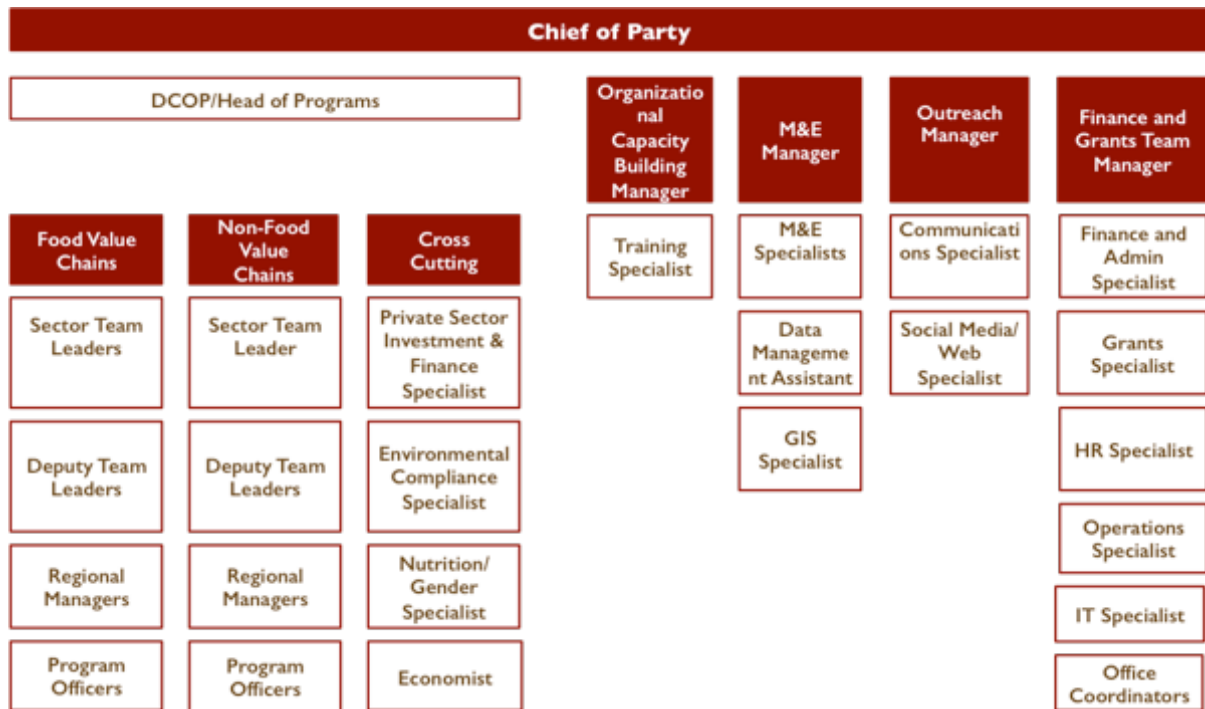 Chief of Party
DCOP/Head of Programs
Organizatio
nal
Capacity
Building
Manager
M&E
Manager
Outreach
Manager
Finance and
Grants Team
Manager
Food Value
Chains
Non-Food
Value
Chains
Cross
Cutting
Training
Specialist
M&E
Specialists
Communicati
ons Specialist
Finance and
Admin
Specialist
Sector Team
Leaders
Sector Team
Leader
Private Sector
Investment &
Finance
Specialist
Data
Manageme
nt Assistant
Social Media/
Web
Specialist
Grants
Specialist
Deputy Team
Leaders
Deputy Team
Leaders
Environmental
Compliance
Specialist
GIS
Specialist
HR Specialist
Operations
Specialist
Regional
Managers
Regional
Managers
Nutrition/
Gender
Specialist
IT Specialist
Program
Officers
Program
Officers
Economist
Office
Coordinators